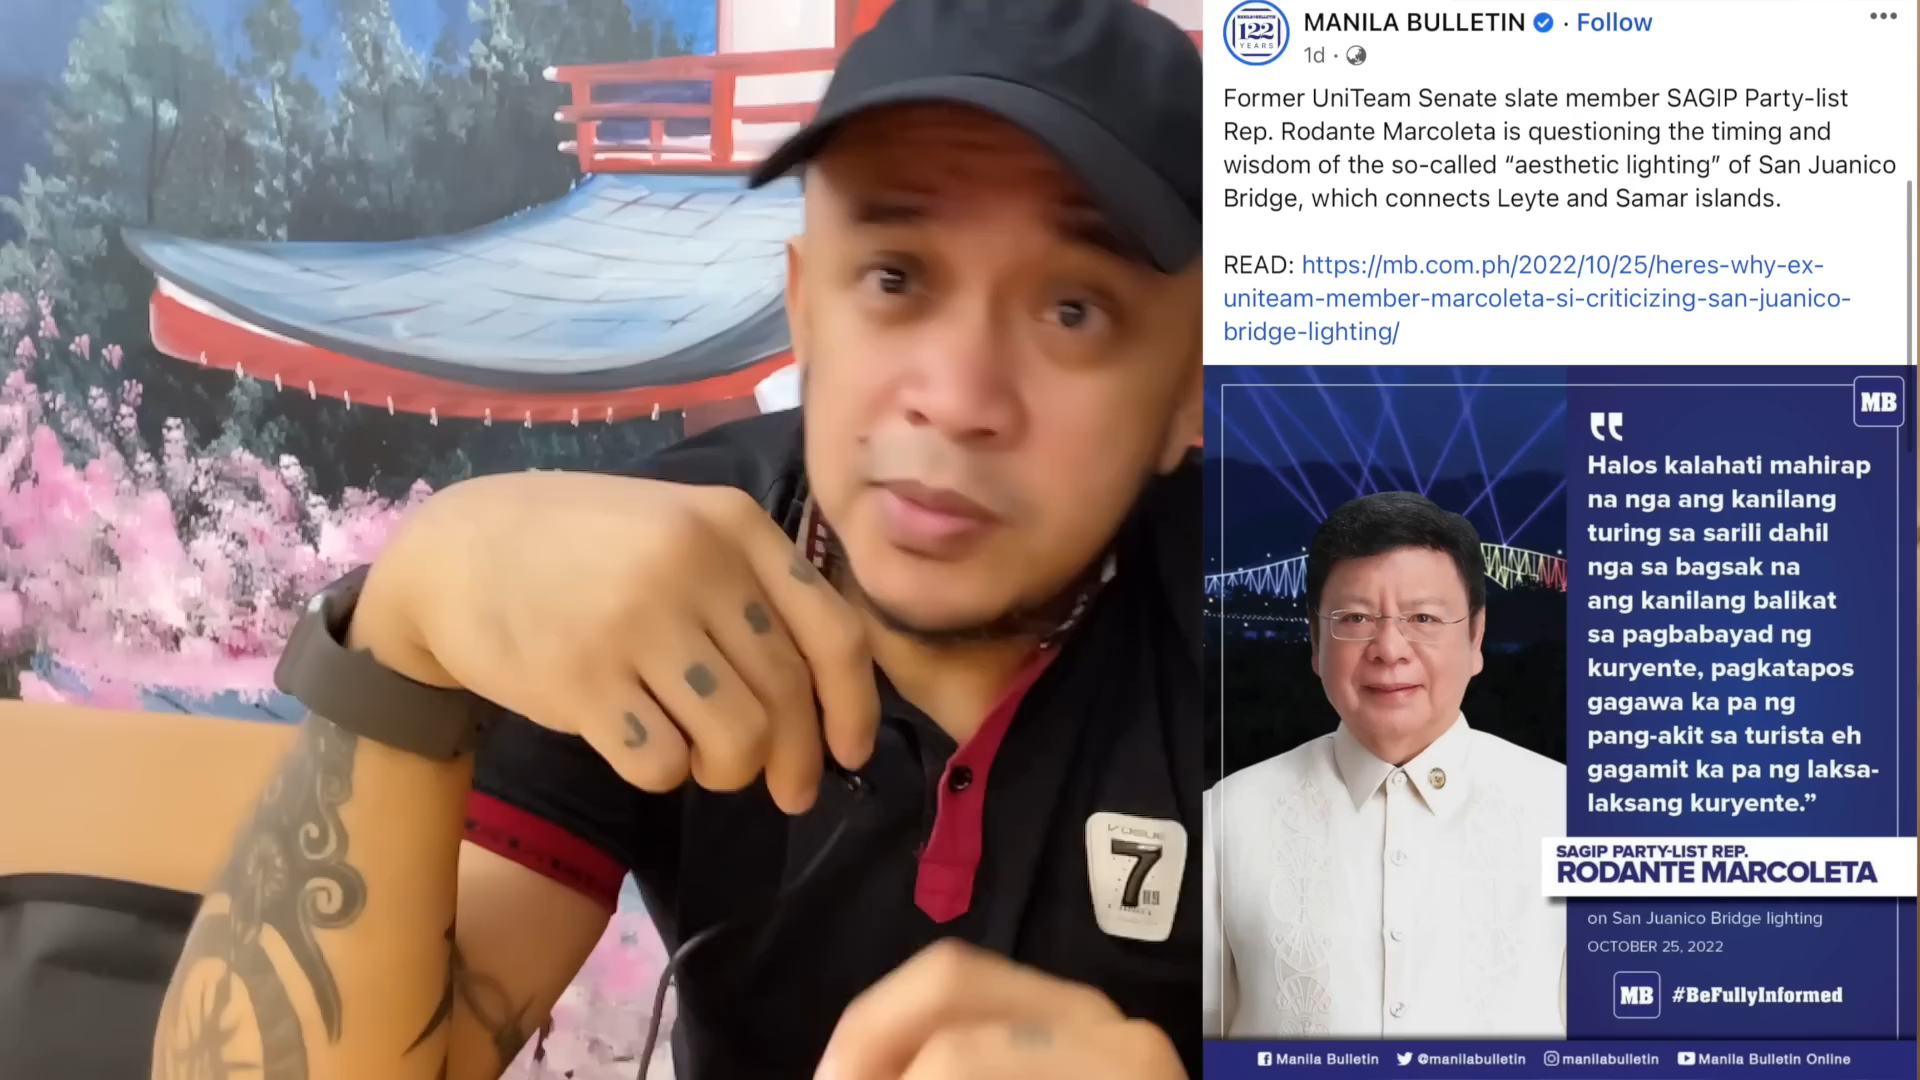 MANILA BULLETIN · Follow
122
YEARS
1d ·
Former UniTeam Senate slate member SAGIP Party-list
Rep. Rodante Marcoleta is questioning the timing and
wisdom of the so-called “aesthetic lighting” of San Juanico
Bridge, which connects Leyte and Samar islands.
READ: https://mb.com.ph/2022/10/25/heres-why-ex-
uniteam-member-marcoleta-si-criticizing-san-juanico-
bridge-lighting/
MB
Halos kalahati mahirap
na nga ang kanilang
turing sa sarili dahil
nga sa bagsak na
ang kanilang balikat
sa pagbabayad ng
kuryente, pagkatapos
gagawa ka pa ng
pang-akit sa turista eh
gagamit ka pa ng laksa-
laksang kuryente.”
SAGIP PARTY-LIST REP.
RODANTE MARCOLETA
on San Juanico Bridge lighting
OCTOBER 25, 2022
MB #BeFullyInformed
Manila Bulletin @manilabulletin manilabulletin Manila Bulletin Online
VOGUE
7